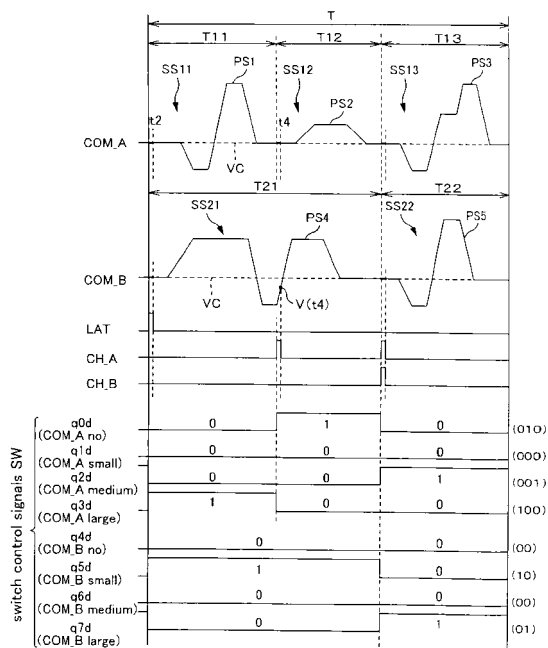 T
T11 T12 T13
SS11 PS1 SS12 PS2 SS13 PS3
t2 t4
COM_A
VC
T21 T22
SS21 PS4 SS22 PS5
COM_B
VC V(t4)
LAT
CH_A
CH_B
switch control signals SW
q0d
(COM_A no) 0 1 0 (010)
q1d
(COM_A small) 0 0 0 (000)
q2d
(COM_A medium) 0 0 1 (001)
q3d
(COM_A large) 1 0 0 (100)
q4d
(COM_B no) 0 0 (00)
q5d
(COM_B small) 1 0 (10)
q6d
(COM_B medium) 0 0 (00)
q7d
(COM_B large) 0 1 (01)